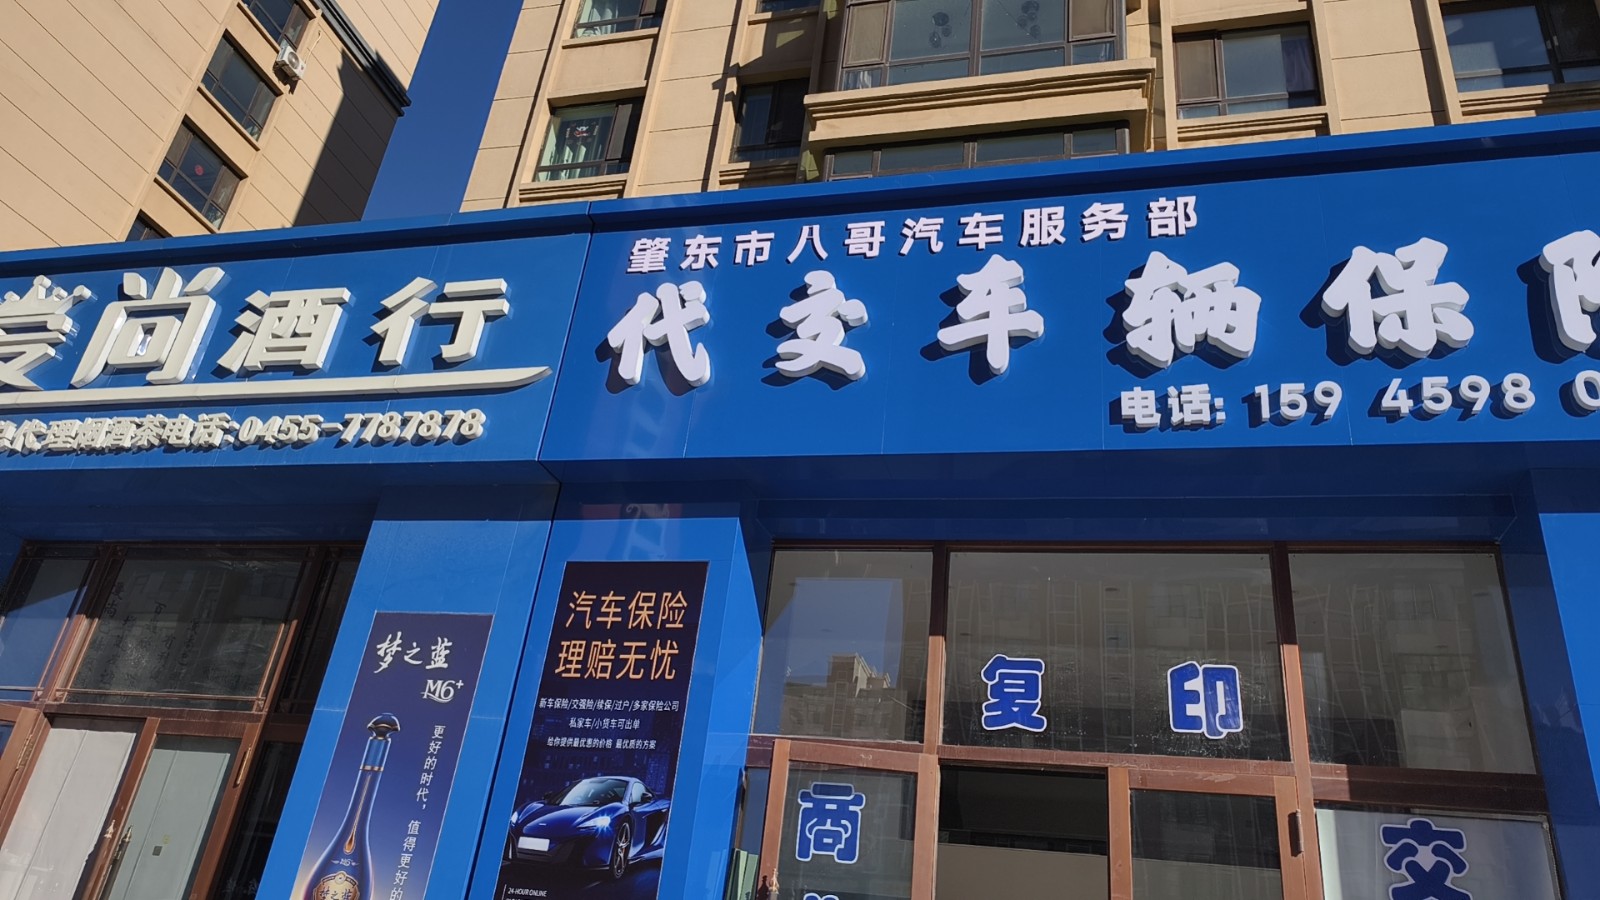 尚酒行
代理烟酒茶电话:0455-7787878
肇东市八哥汽车服务部
代交车辆保险
电话: 159 4598 0
梦之蓝
M6+
更好的时代,值得更好的
汽车保险
理赔无忧
新车保险/交强险/续保/过户/多家保险公司
私家车/小货车可出单
给你提供最优惠的价格 最优质的方案
24-HOUR ONLINE
复印
商
交
梦之蓝